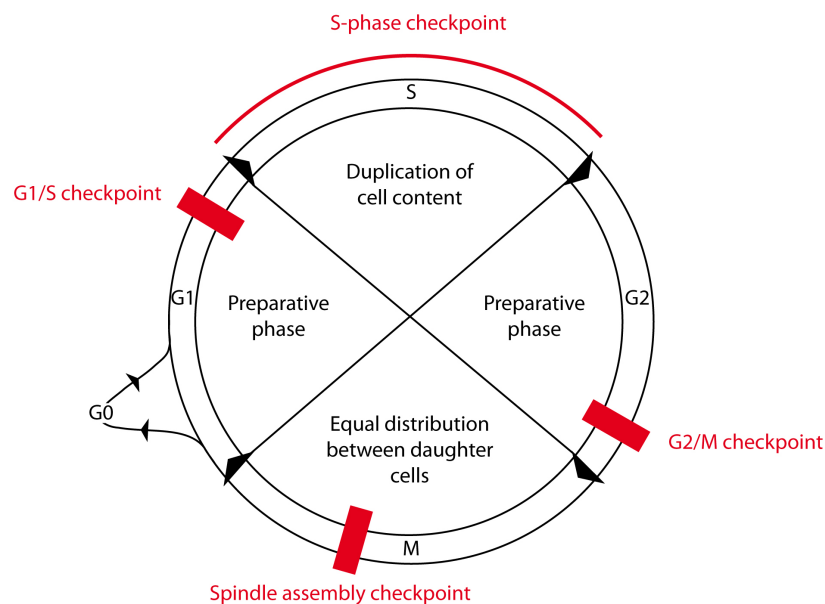 S-phase checkpoint
S
Duplication of
cell content
G1/S checkpoint
G1
Preparative
phase
Preparative
phase
G2
G0
Equal distribution
between daughter
cells
G2/M checkpoint
M
Spindle assembly checkpoint